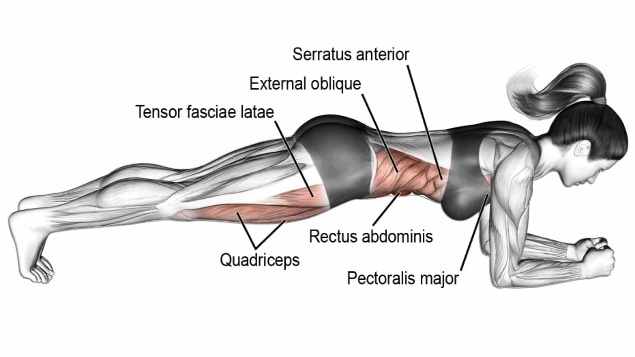 Serratus anterior
External oblique
Tensor fasciae latae
Rectus abdominis
Quadriceps
Pectoralis major